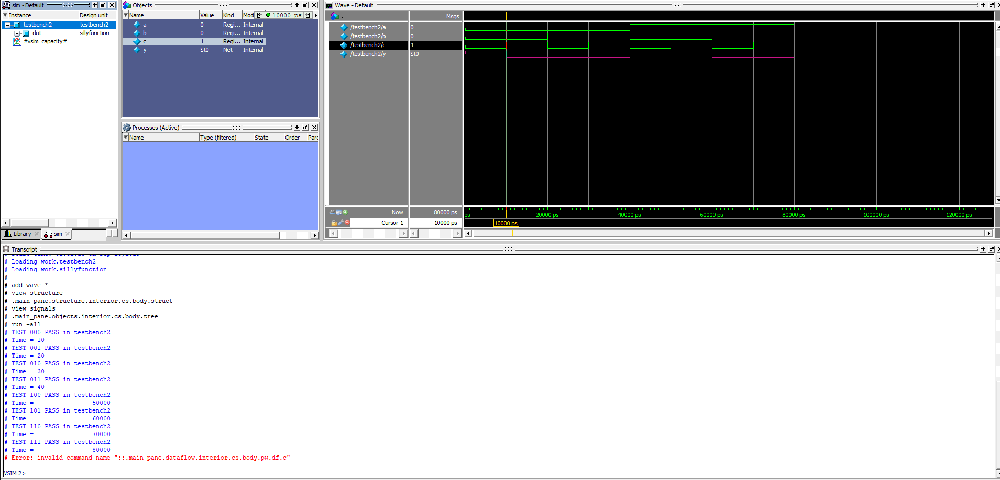 sim - Default
Instance Design unit
testbench2 testbench2
dut sillyfunction
#vsim_capacity#
Library sim
Objects
Name Value Kind Mod 10000 ps
a 0 Regi... Internal
b 0 Regi... Internal
c 1 Regi... Internal
y St0 Net Internal
Processes (Active)
Name Type (filtered) State Order Pare
Wave - Default
Msgs
/testbench2/a 0
/testbench2/b 0
/testbench2/c 1
/testbench2/y St0
Now 80000 ps
Cursor 1 10000 ps
ps 20000 ps 40000 ps 60000 ps 80000 ps 100000 ps 120000 ps
10000 ps
Transcript
# Loading work.testbench2
# Loading work.sillyfunction
#
# add wave *
# view structure
# .main_pane.structure.interior.cs.body.struct
# view signals
# .main_pane.objects.interior.cs.body.tree
# run -all
# TEST 000 PASS in testbench2
# Time = 10
# TEST 001 PASS in testbench2
# Time = 20
# TEST 010 PASS in testbench2
# Time = 30
# TEST 011 PASS in testbench2
# Time = 40
# TEST 100 PASS in testbench2
# Time =                50000
# TEST 101 PASS in testbench2
# Time =                60000
# TEST 110 PASS in testbench2
# Time =                70000
# TEST 111 PASS in testbench2
# Time =                80000
# Error: invalid command name "::.main_pane.dataflow.interior.cs.body.pw.df.c"
VSIM 2>